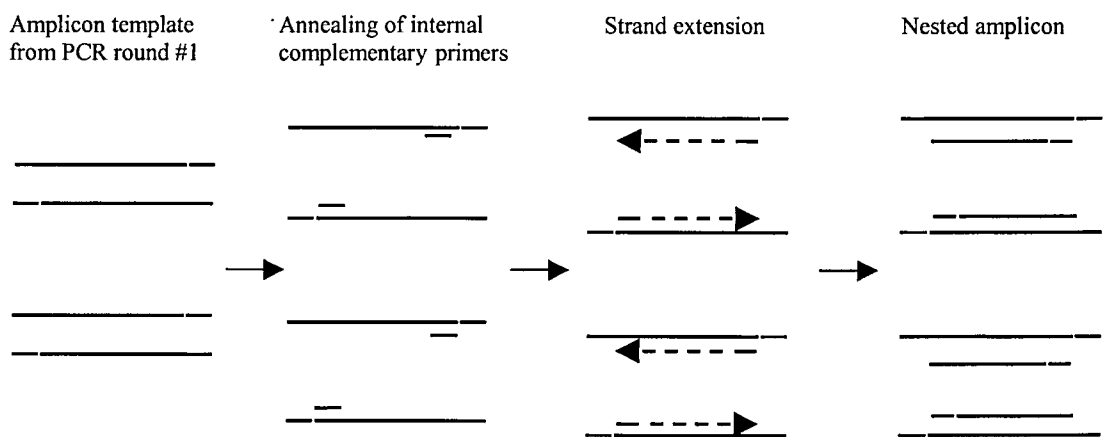 Amplicon template
from PCR round #1
Annealing of internal
complementary primers
Strand extension
Nested amplicon